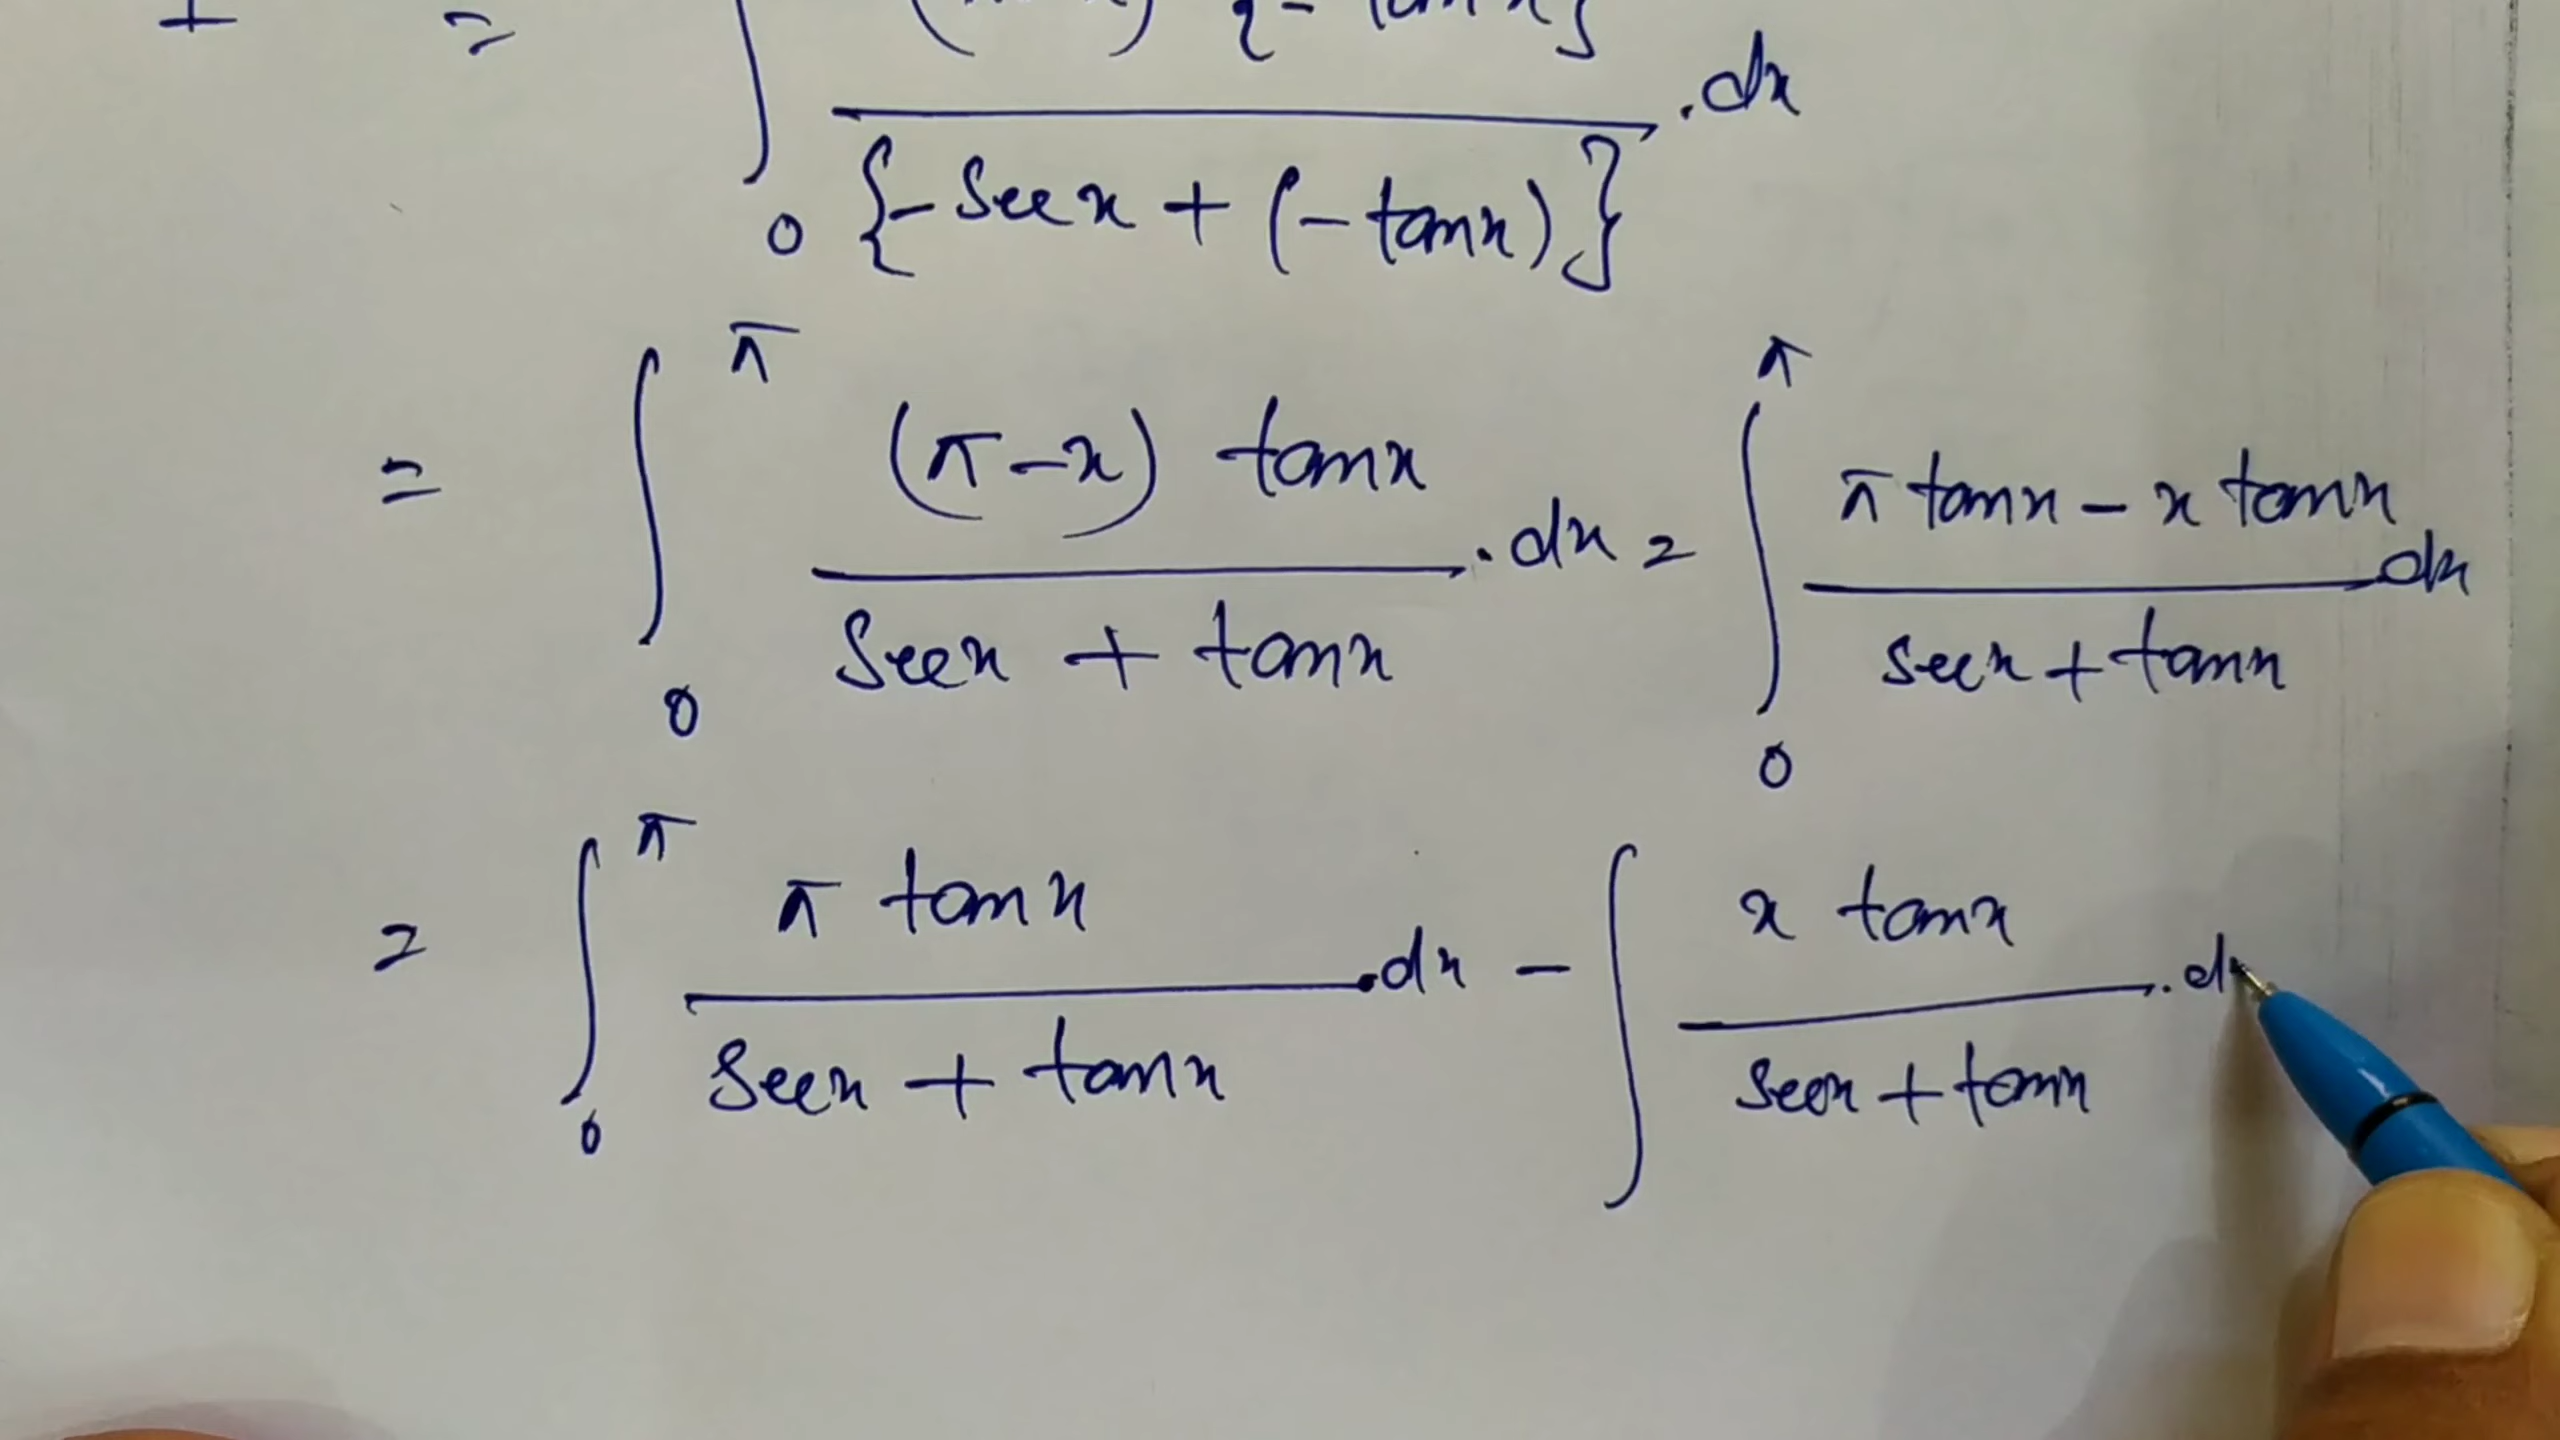 = ∫ {- tanx} .dx
0 {-secx + (-tanx)}
= ∫₀^π (π-x) tanx / secx + tanx .dx = ∫₀^π π tanx - x tanx / secx + tanx dx
= ∫₀^π π tanx / secx + tanx .dx - ∫ x tanx / secx + tanx .dx